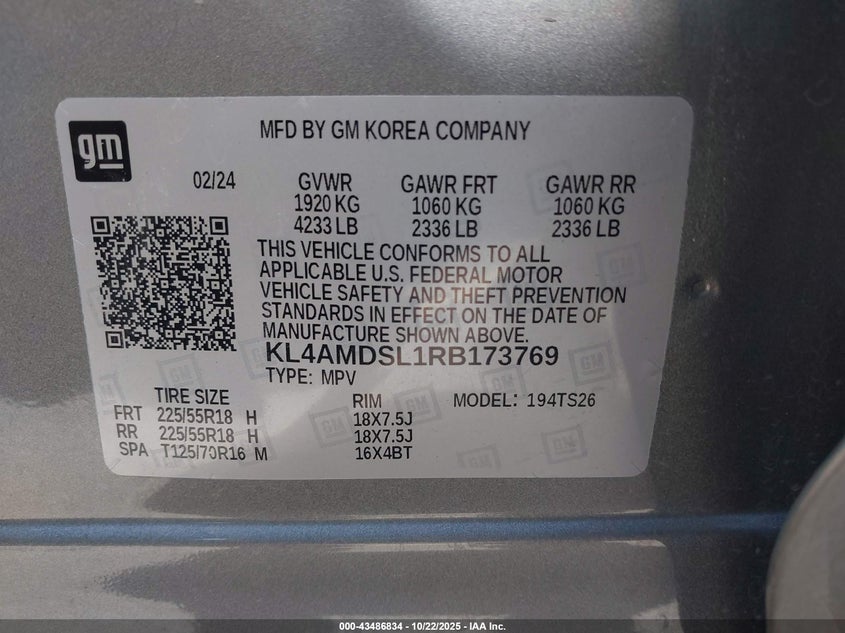 gm
MFD BY GM KOREA COMPANY
02/24 GVWR GAWR FRT GAWR RR
1920 KG 1060 KG 1060 KG
4233 LB 2336 LB 2336 LB
THIS VEHICLE CONFORMS TO ALL
APPLICABLE U.S. FEDERAL MOTOR
VEHICLE SAFETY AND THEFT PREVENTION
STANDARDS IN EFFECT ON THE DATE OF
MANUFACTURE SHOWN ABOVE.
KL4AMDSL1RB173769
TYPE: MPV
TIRE SIZE RIM MODEL: 194TS26
FRT 225/55R18 H 18X7.5J
RR 225/55R18 H 18X7.5J
SPA T125/70R16 M 16X4BT
000-43486834 - 10/22/2025 - IAA Inc.